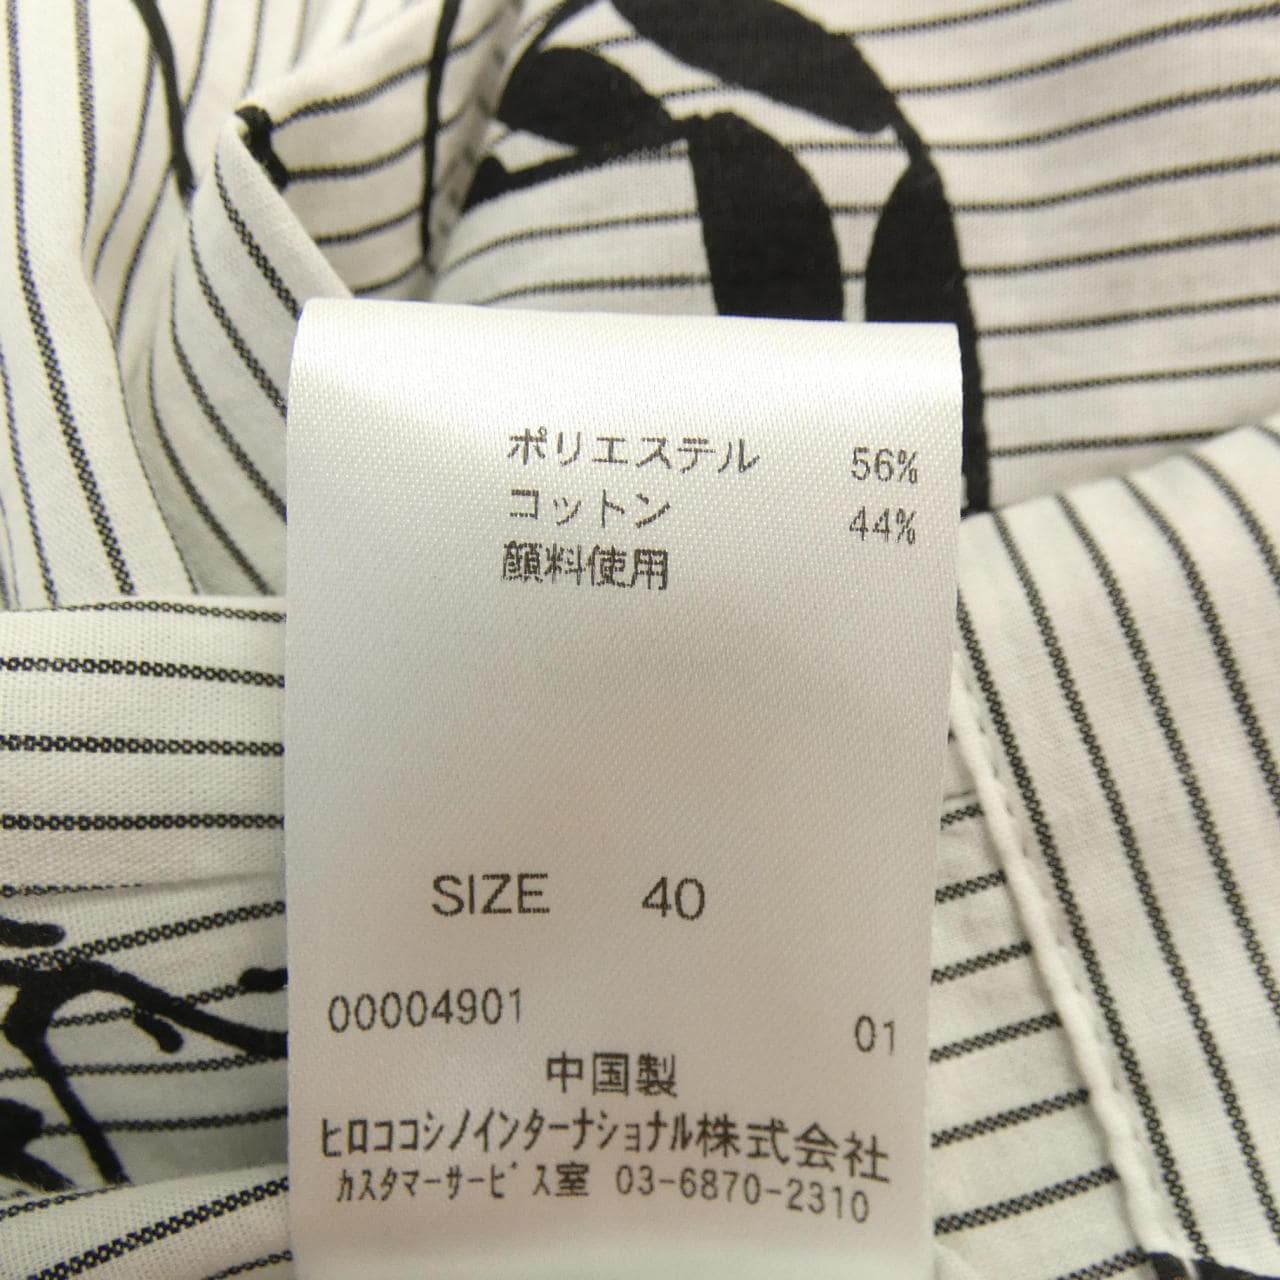 ポリエステル 56%
コットン 44%
顔料使用
SIZE 40
00004901 01
中国製
ヒロココシノインターナショナル株式会社
カスタマーサービス室 03-6870-2310